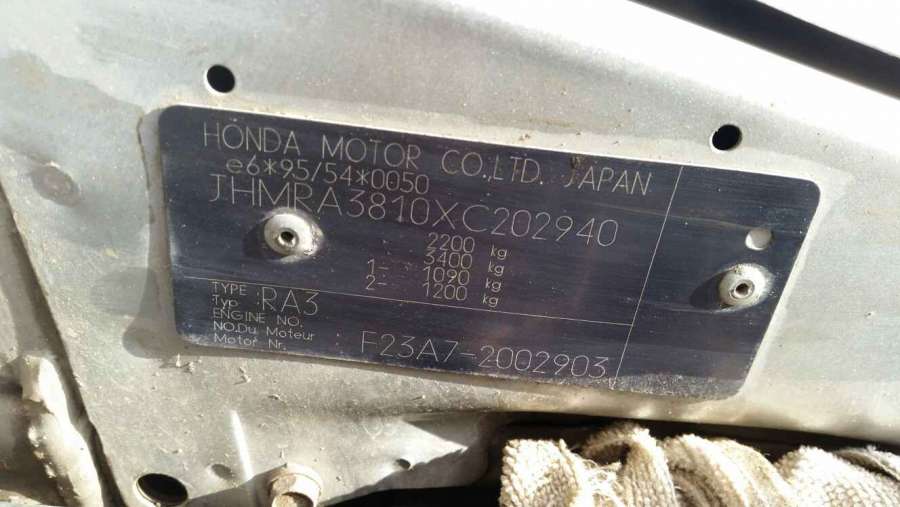 HONDA MOTOR CO.,LTD. JAPAN
e6*95/54*0050
JHMRA3810XC202940
2200 kg
3400 kg
1- 1090 kg
2- 1200 kg
TYPE
Typ :RA3
ENGINE NO.
NO.Du Moteur
Motor Nr. F23A7-2002903